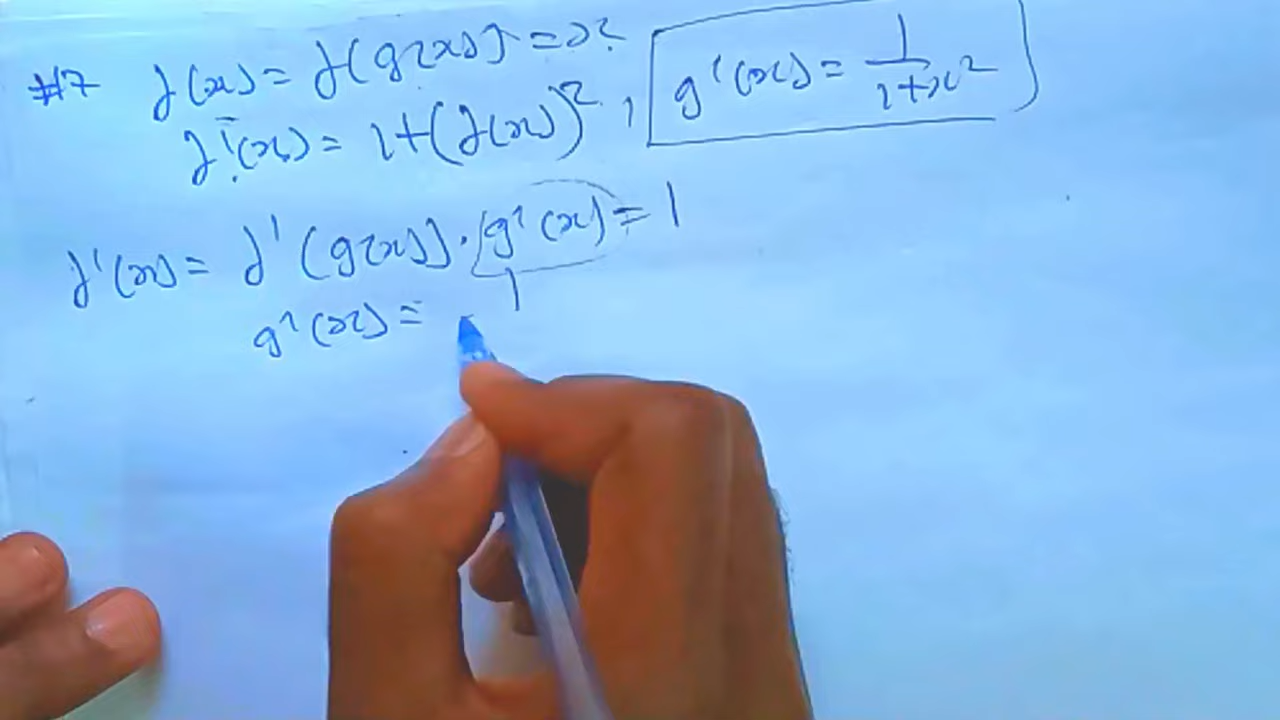 #7 f(x) = f(g(x)) = x
f'(x) = 1+(f(x))², g'(x) = 1/1+x²
f'(x) = f'(g(x)).g'(x) = 1
g'(x) = 1